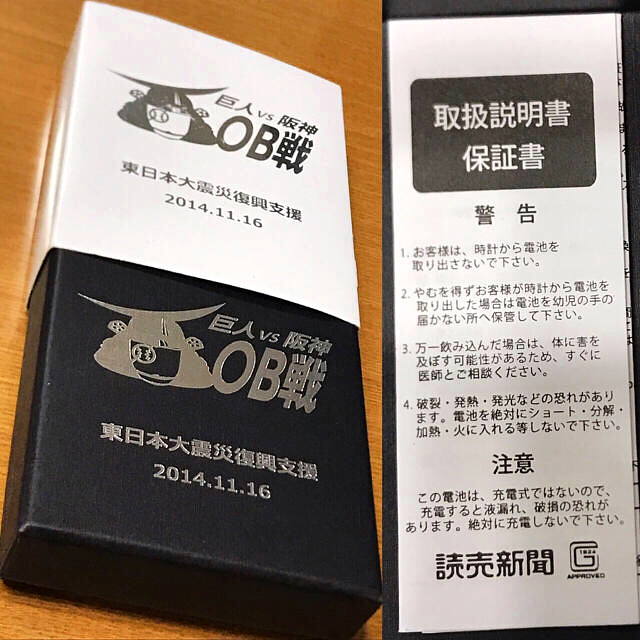 巨人 vs 阪神
OB戦
東日本大震災復興支援
2014.11.16
巨人 vs 阪神
OB戦
東日本大震災復興支援
2014.11.16
取扱説明書
保証書
警 告
1. お客様は、時計から電池を
取り出さないで下さい。
2. やむを得ずお客様が時計から電池を
取り出した場合は電池を幼児の手の
届かない所へ保管して下さい。
3. 万一飲み込んだ場合は、体に害を
及ぼす可能性があるため、すぐに
医師とご相談ください。
4. 破裂・発熱・発光などの恐れがあり
ます。電池を絶対にショート・分解・
加熱・火に入れる等しないで下さい。
注意
この電池は、充電式ではないので、
充電すると液漏れ、破損の恐れが
あります。絶対に充電しないで下さい。
読売新聞
G
APPROVED